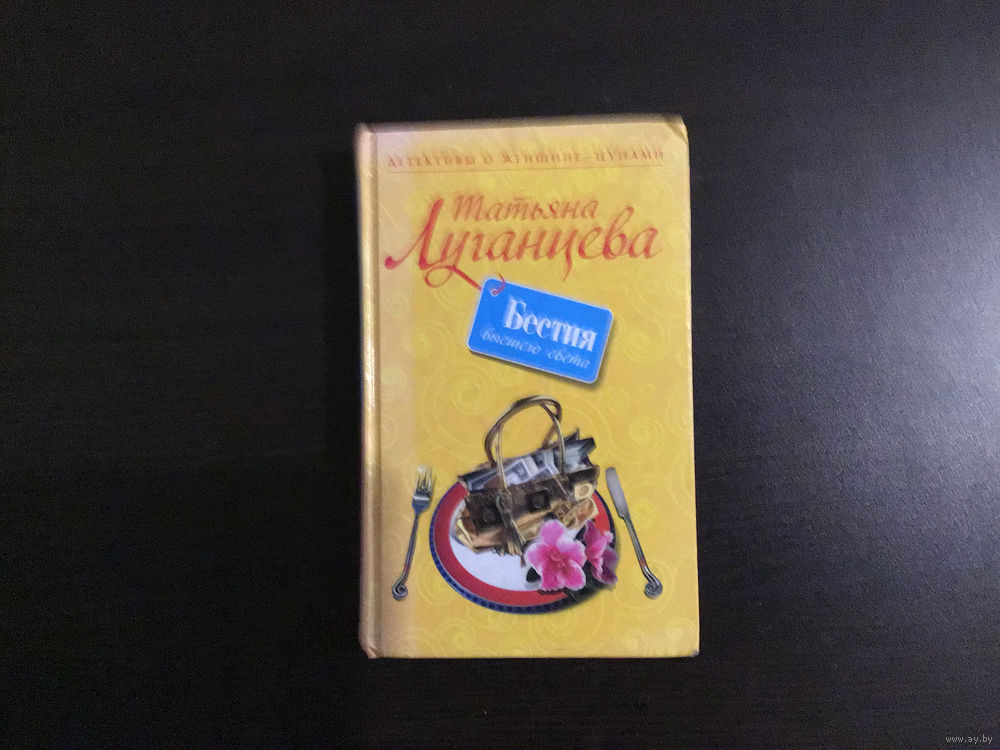 ДЕТЕКТИВЫ О ЖЕНЩИНЕ-ЦУНАМИ
Татьяна
Луганцева
Бестия
высшего света
www.ay.by